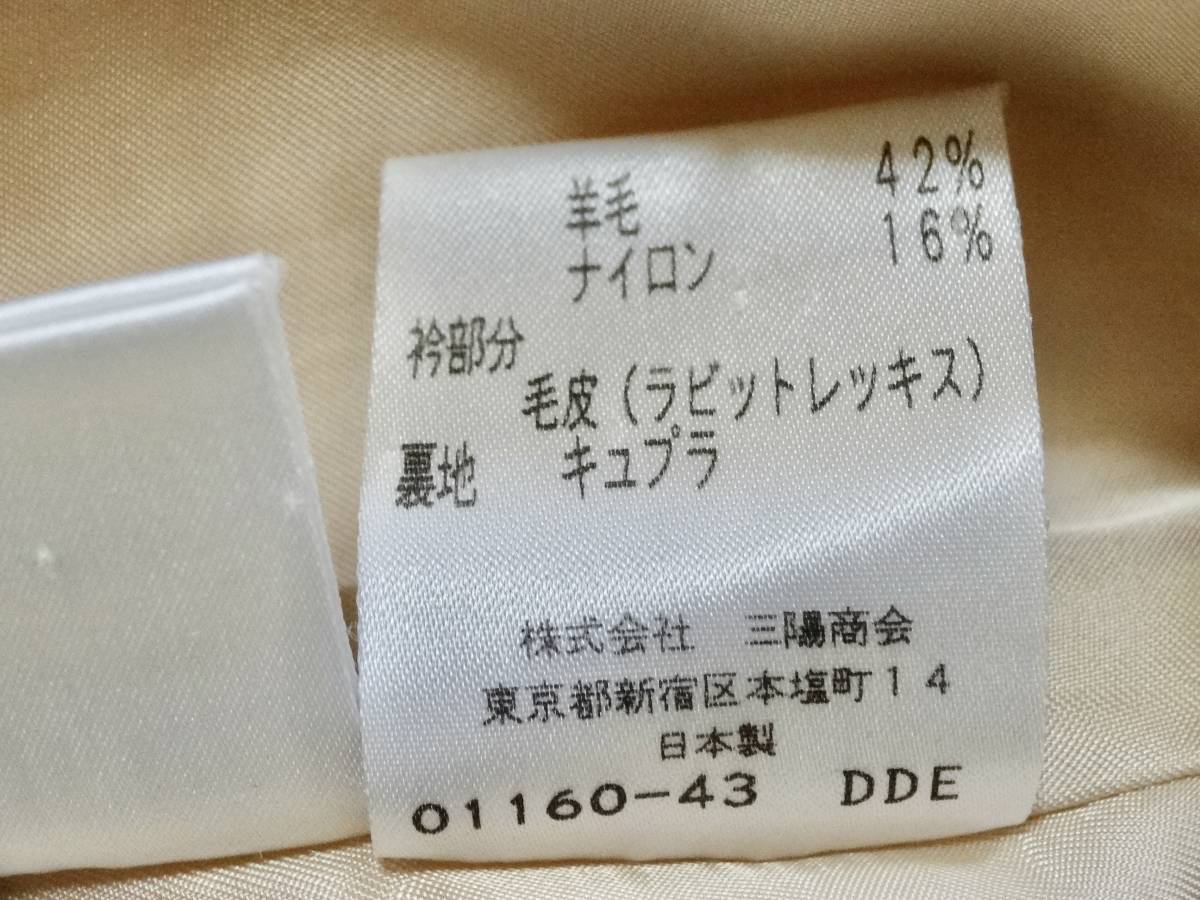 羊毛 42%
ナイロン 16%
衿部分
毛皮(ラビットレッキス)
裏地 キュプラ
株式会社 三陽商会
東京都新宿区本塩町14
日本製
01160-43 DDE